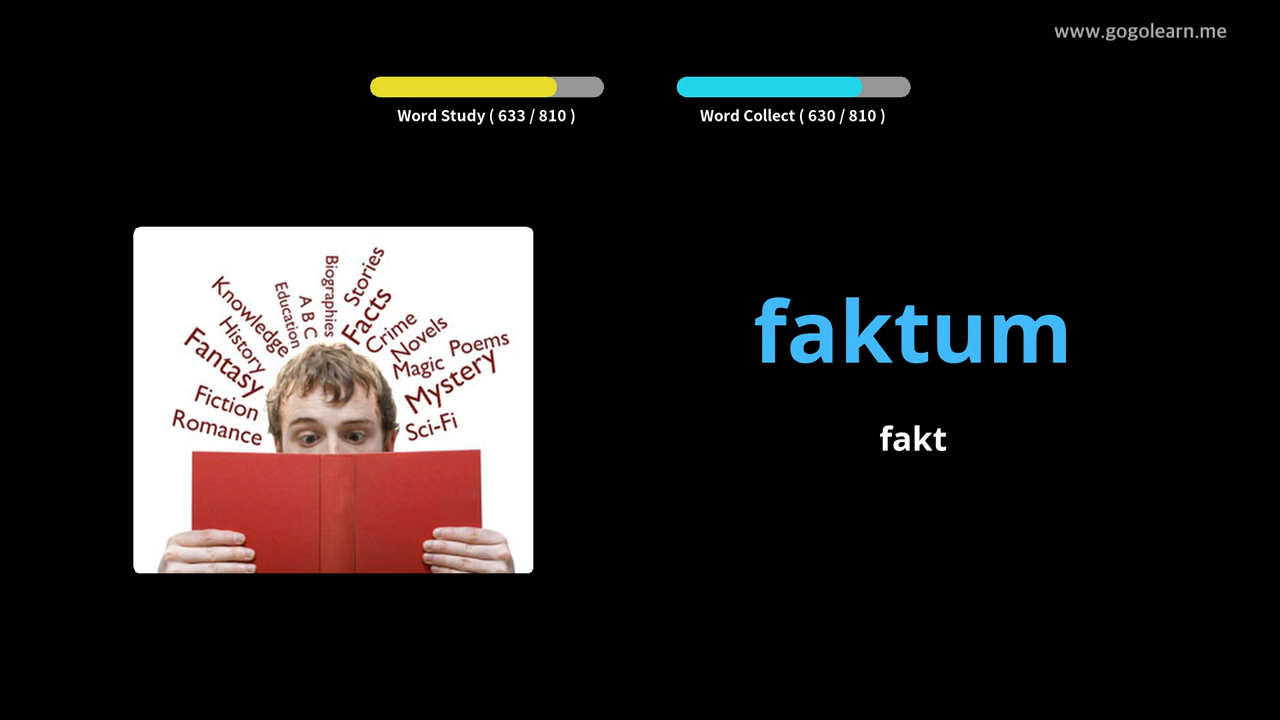 www.gogolearn.me
Word Study ( 633 / 810 )
Word Collect ( 630 / 810 )
Knowledge
Education
A B C
Biographies
Stories
Facts
History
Crime
Novels
Poems
Fantasy
Magic
Mystery
Fiction
Sci-Fi
Romance
faktum
fakt